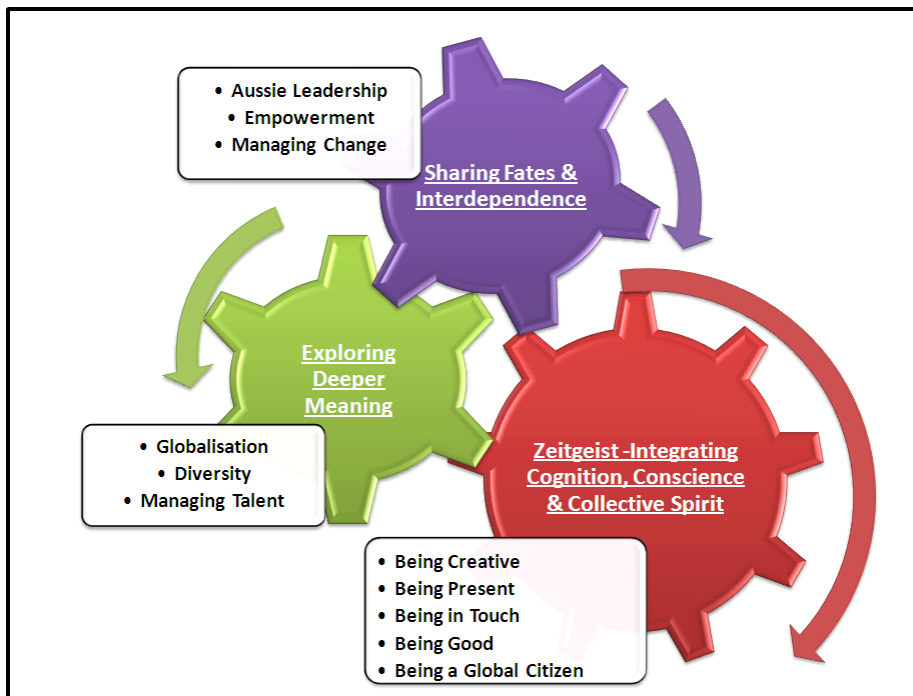 • Aussie Leadership
• Empowerment
• Managing Change
Sharing Fates &
Interdependence
Exploring
Deeper
Meaning
• Globalisation
• Diversity
• Managing Talent
Zeitgeist -Integrating
Cognition, Conscience
& Collective Spirit
• Being Creative
• Being Present
• Being in Touch
• Being Good
• Being a Global Citizen